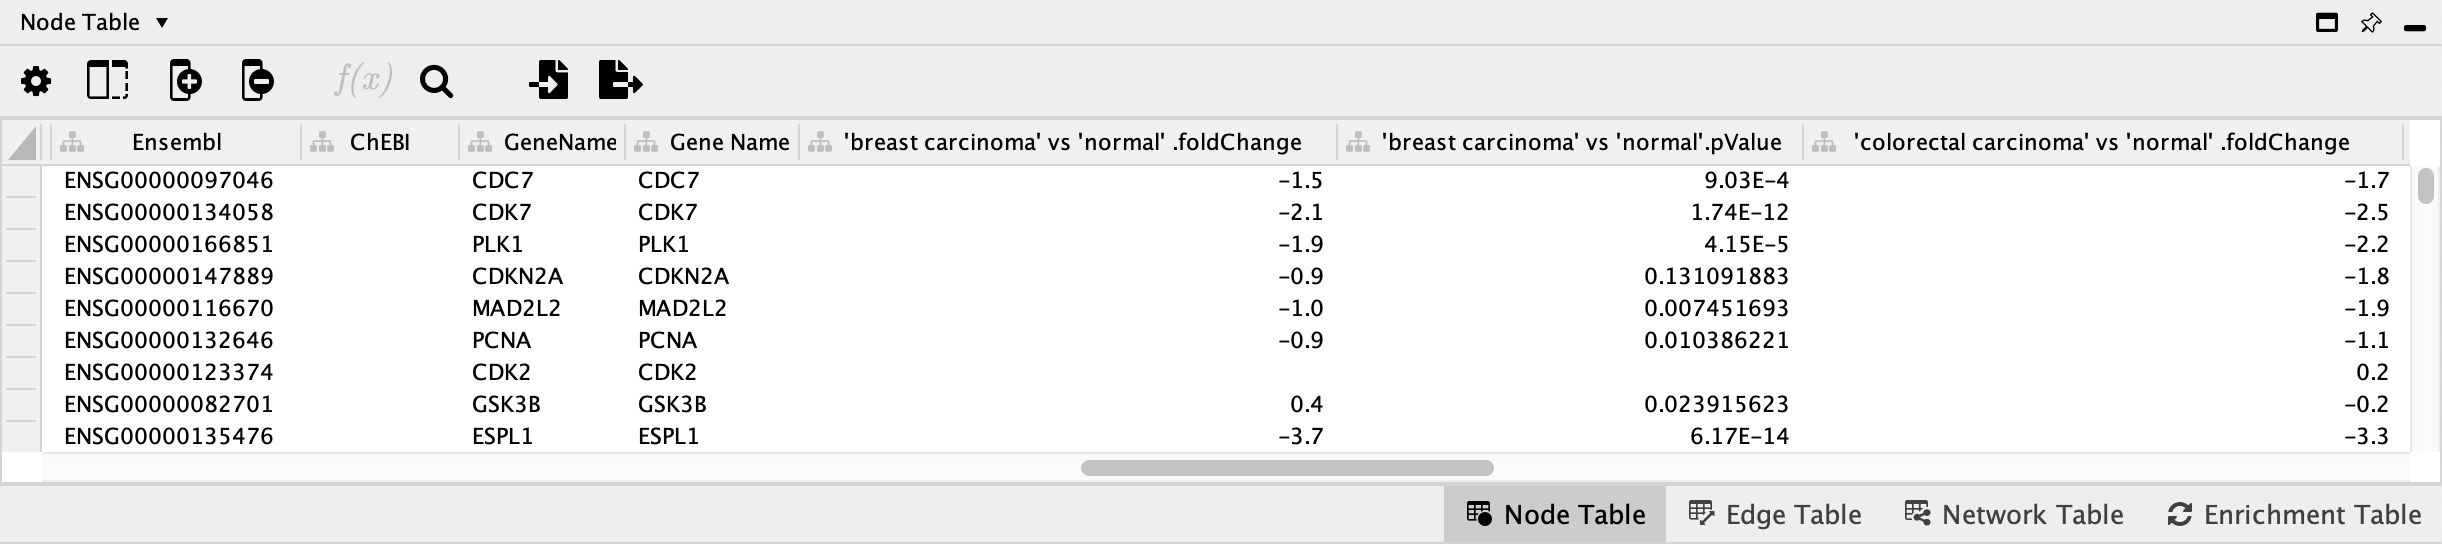 Node Table
f(x)
Ensembl ChEBI GeneName Gene Name 'breast carcinoma' vs 'normal' .foldChange 'breast carcinoma' vs 'normal'.pValue 'colorectal carcinoma' vs 'normal' .foldChange
ENSG00000097046 CDC7 CDC7 -1.5 9.03E-4 -1.7
ENSG00000134058 CDK7 CDK7 -2.1 1.74E-12 -2.5
ENSG00000166851 PLK1 PLK1 -1.9 4.15E-5 -2.2
ENSG00000147889 CDKN2A CDKN2A -0.9 0.131091883 -1.8
ENSG00000116670 MAD2L2 MAD2L2 -1.0 0.007451693 -1.9
ENSG00000132646 PCNA PCNA -0.9 0.010386221 -1.1
ENSG00000123374 CDK2 CDK2 0.2
ENSG00000082701 GSK3B GSK3B 0.4 0.023915623 -0.2
ENSG00000135476 ESPL1 ESPL1 -3.7 6.17E-14 -3.3
Node Table Edge Table Network Table Enrichment Table